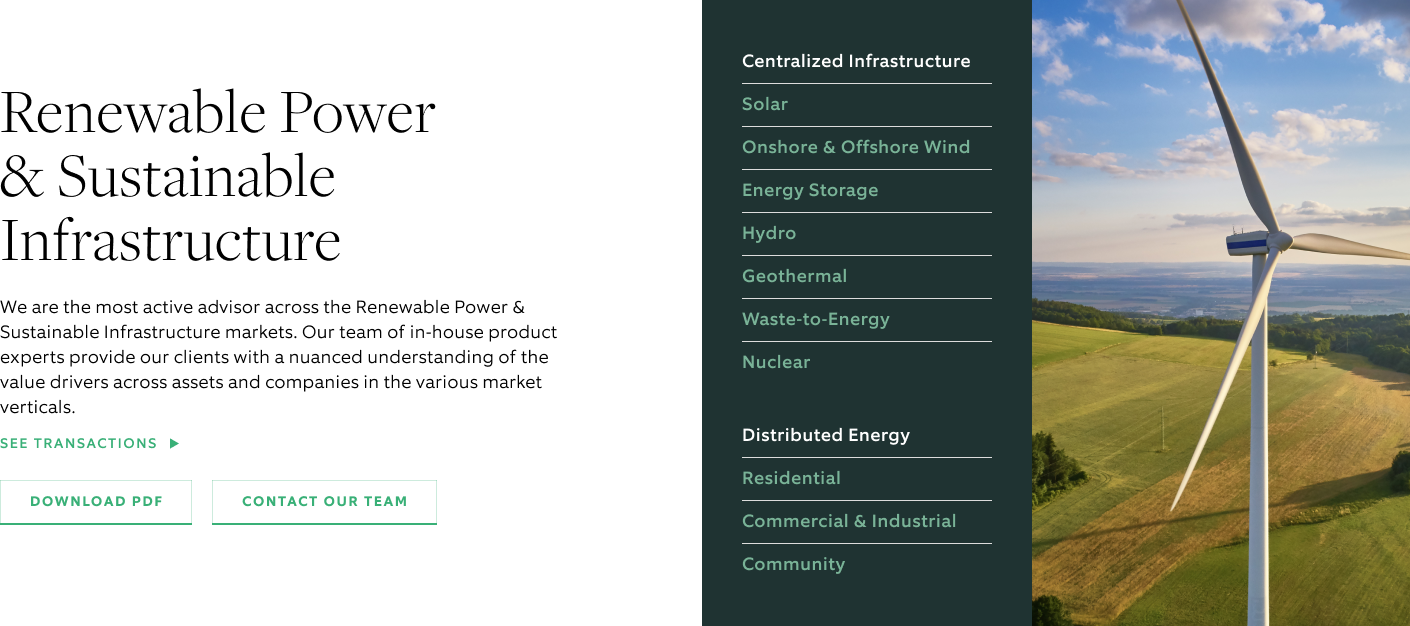 Renewable Power
& Sustainable
Infrastructure
We are the most active advisor across the Renewable Power &
Sustainable Infrastructure markets. Our team of in-house product
experts provide our clients with a nuanced understanding of the
value drivers across assets and companies in the various market
verticals.
SEE TRANSACTIONS
DOWNLOAD PDF
CONTACT OUR TEAM
Centralized Infrastructure
Solar
Onshore & Offshore Wind
Energy Storage
Hydro
Geothermal
Waste-to-Energy
Nuclear
Distributed Energy
Residential
Commercial & Industrial
Community